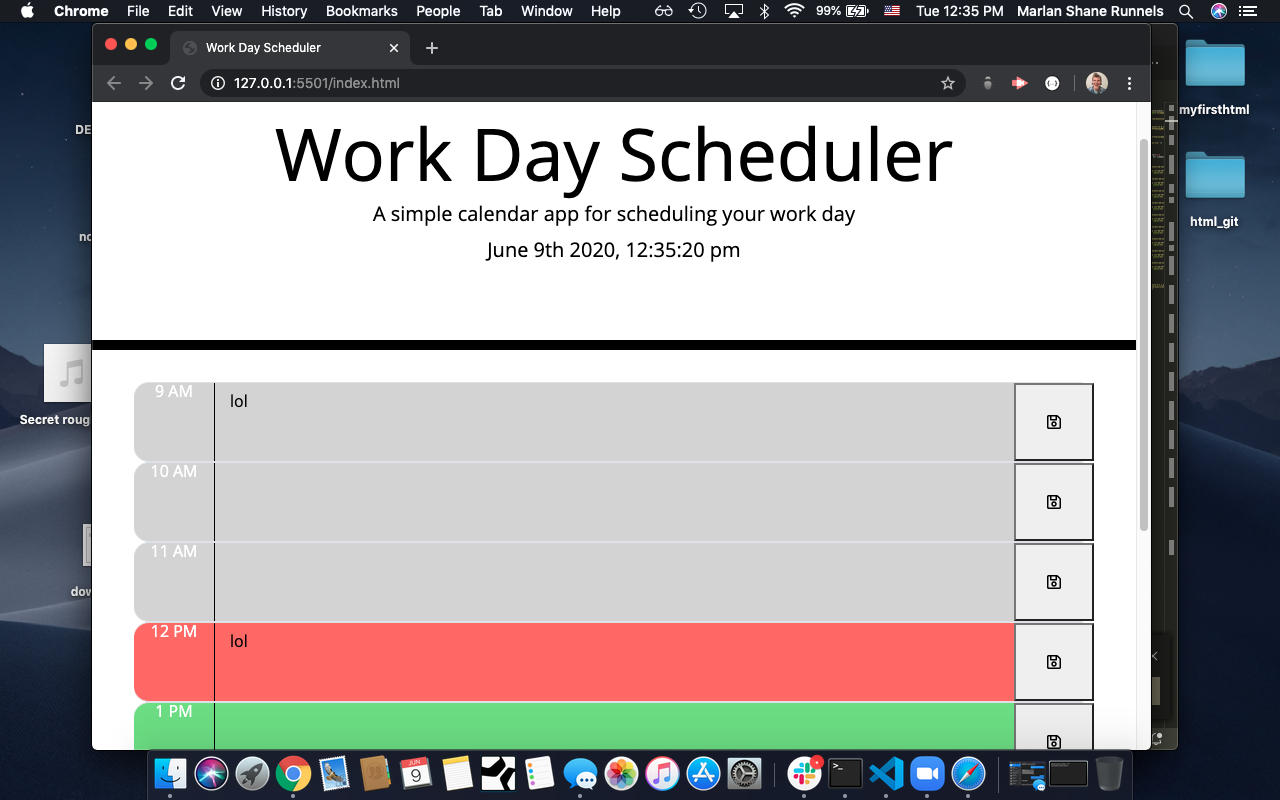 Chrome File Edit View History Bookmarks People Tab Window Help 99% Tue 12:35 PM Marlan Shane Runnels
Work Day Scheduler
127.0.0.1:5501/index.html
Work Day Scheduler
A simple calendar app for scheduling your work day
June 9th 2020, 12:35:20 pm
9 AM lol
10 AM
11 AM
12 PM lol
1 PM
DE
no
Secret roug
dow
myfirsthtml
html_git
JUN
9